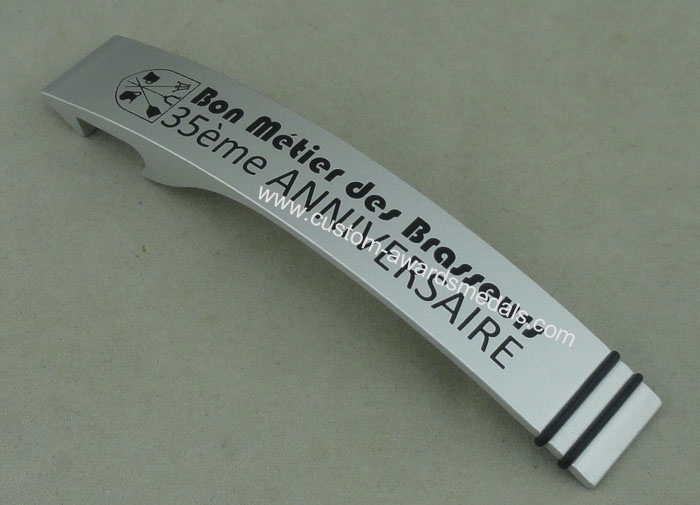 Bon Métier des Brasseurs
35ème ANNIVERSAIRE
www.custom-awardsmedals.com